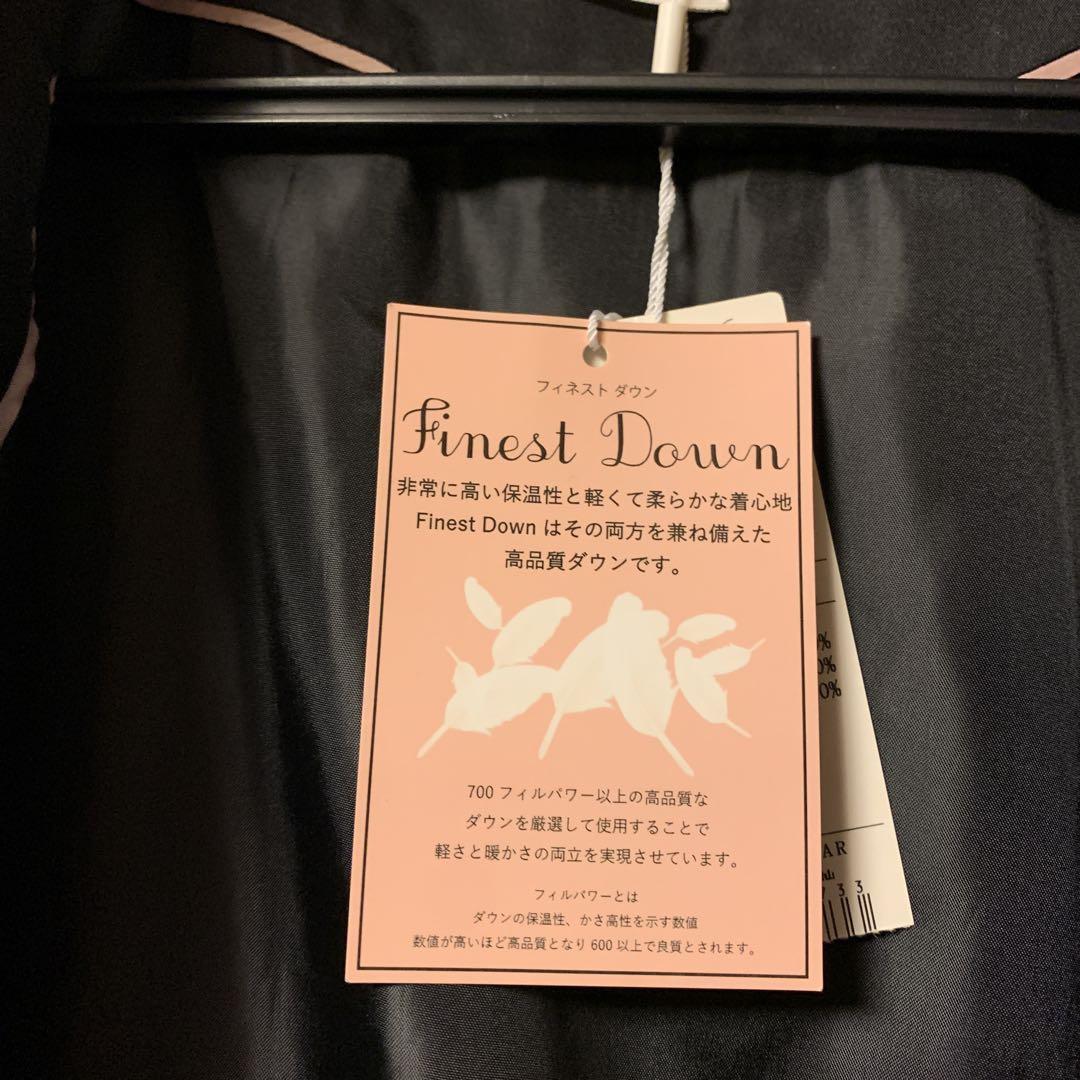 フィネスト ダウン
Finest Down
非常に高い保温性と軽くて柔らかな着心地
Finest Down はその両方を兼ね備えた
高品質ダウンです。
700 フィルパワー以上の高品質な
ダウンを厳選して使用することで
軽さと暖かさの両立を実現させています。
フィルパワーとは
ダウンの保温性、かさ高性を示す数値
数値が高いほど高品質となり 600 以上で良質とされます。
%
0%
0%
AR
山
7 3 3